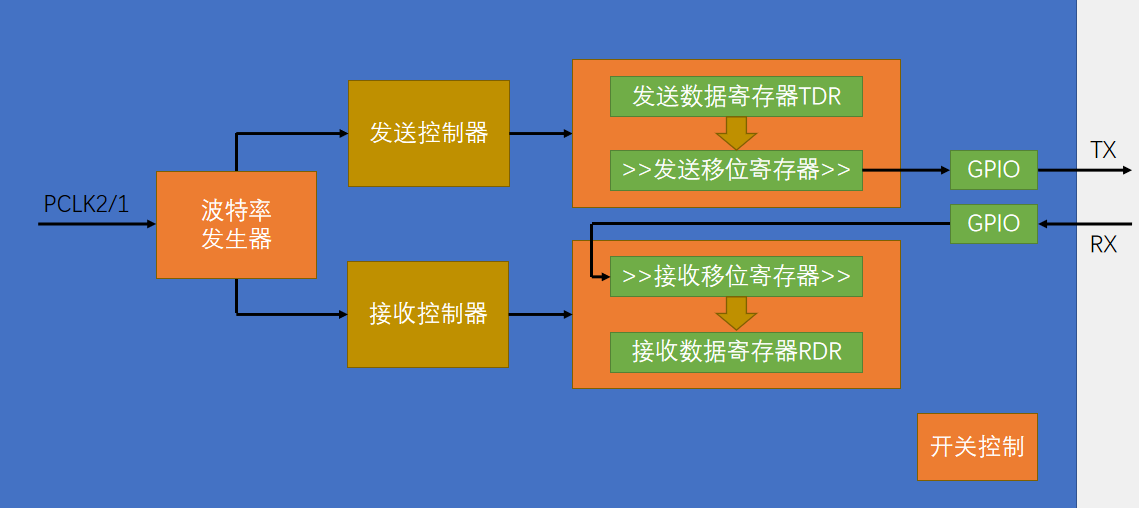 发送数据寄存器TDR
发送控制器
>>发送移位寄存器>>
GPIO
TX
PCLK2/1
波特率
发生器
GPIO
RX
>>接收移位寄存器>>
接收控制器
接收数据寄存器RDR
开关控制